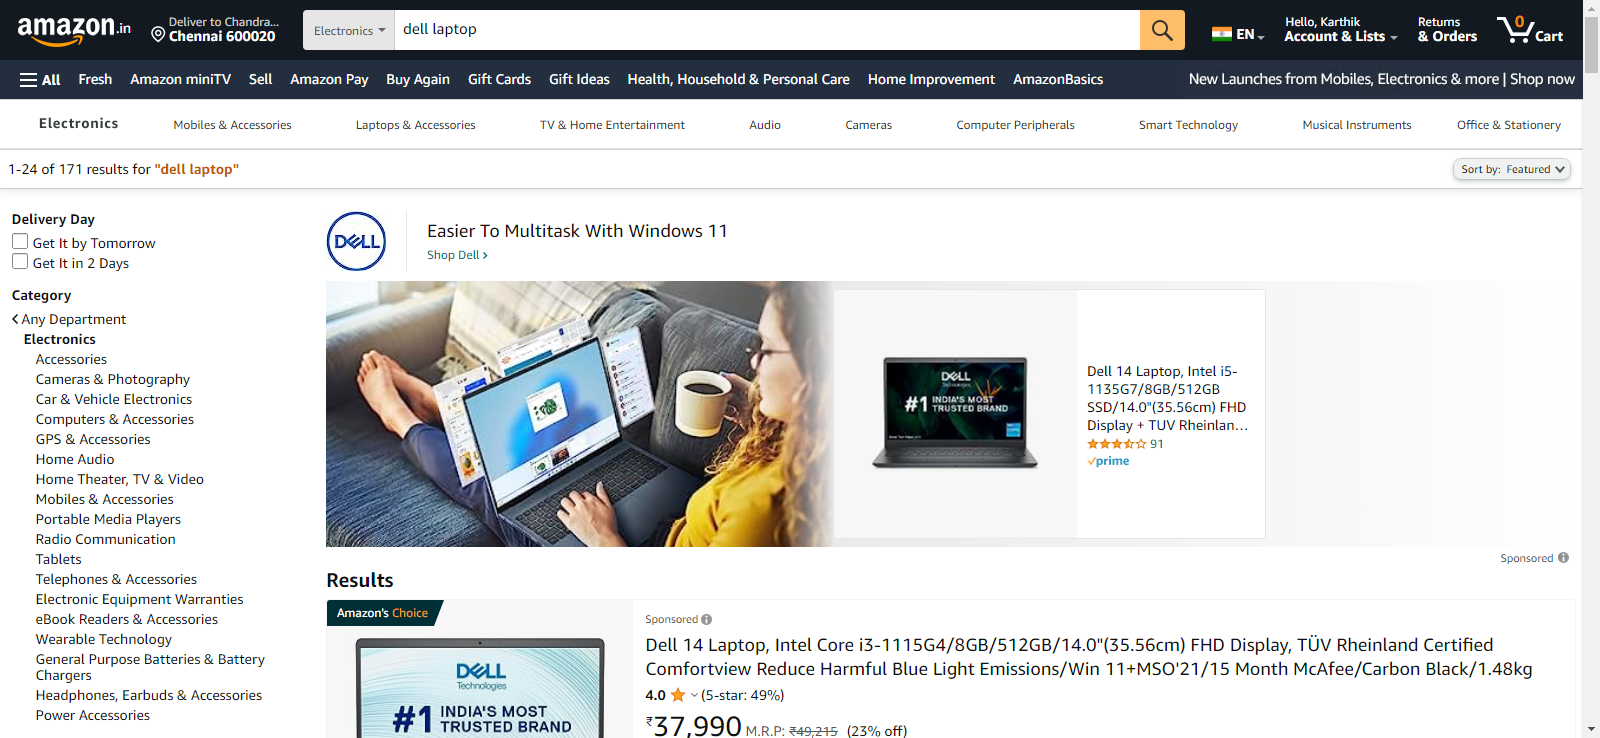 amazon.in
Deliver to Chandra...
Chennai 600020
Electronics
dell laptop
EN
Hello, Karthik
Account & Lists
Returns
& Orders
0
Cart
All
Fresh
Amazon miniTV
Sell
Amazon Pay
Buy Again
Gift Cards
Gift Ideas
Health, Household & Personal Care
Home Improvement
AmazonBasics
New Launches from Mobiles, Electronics & more | Shop now
Electronics
Mobiles & Accessories
Laptops & Accessories
TV & Home Entertainment
Audio
Cameras
Computer Peripherals
Smart Technology
Musical Instruments
Office & Stationery
1-24 of 171 results for "dell laptop"
Sort by: Featured
Delivery Day
Get It by Tomorrow
Get It in 2 Days
Category
Any Department
Electronics
Accessories
Cameras & Photography
Car & Vehicle Electronics
Computers & Accessories
GPS & Accessories
Home Audio
Home Theater, TV & Video
Mobiles & Accessories
Portable Media Players
Radio Communication
Tablets
Telephones & Accessories
Electronic Equipment Warranties
eBook Readers & Accessories
Wearable Technology
General Purpose Batteries & Battery
Chargers
Headphones, Earbuds & Accessories
Power Accessories
DELL
Easier To Multitask With Windows 11
Shop Dell ›
DELL
Technologies
#1 INDIA'S MOST
TRUSTED BRAND
Dell 14 Laptop, Intel i5-
1135G7/8GB/512GB
SSD/14.0"(35.56cm) FHD
Display + TUV Rheinlan...
91
prime
Sponsored
Results
Amazon's Choice
DELL
Technologies
#1 INDIA'S MOST
TRUSTED BRAND
Sponsored
Dell 14 Laptop, Intel Core i3-1115G4/8GB/512GB/14.0"(35.56cm) FHD Display, TÜV Rheinland Certified
Comfortview Reduce Harmful Blue Light Emissions/Win 11+MSO'21/15 Month McAfee/Carbon Black/1.48kg
4.0 (5-star: 49%)
₹37,990 M.R.P: ₹49,215 (23% off)